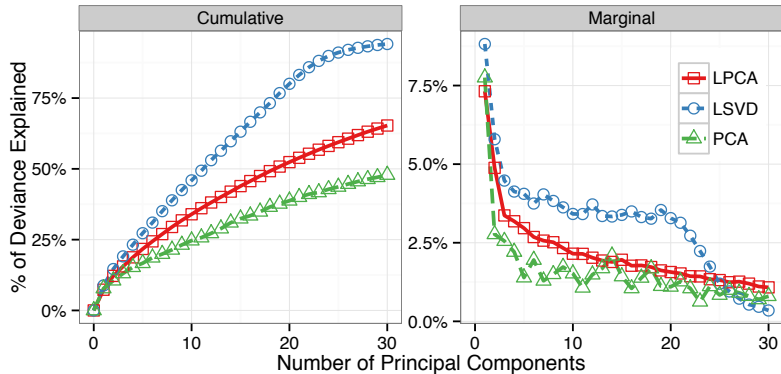 Cumulative
Marginal
% of Deviance Explained
75%
50%
25%
0%
7.5%
5.0%
2.5%
0.0%
LPCA
LSVD
PCA
0 10 20 30
0 10 20 30
Number of Principal Components